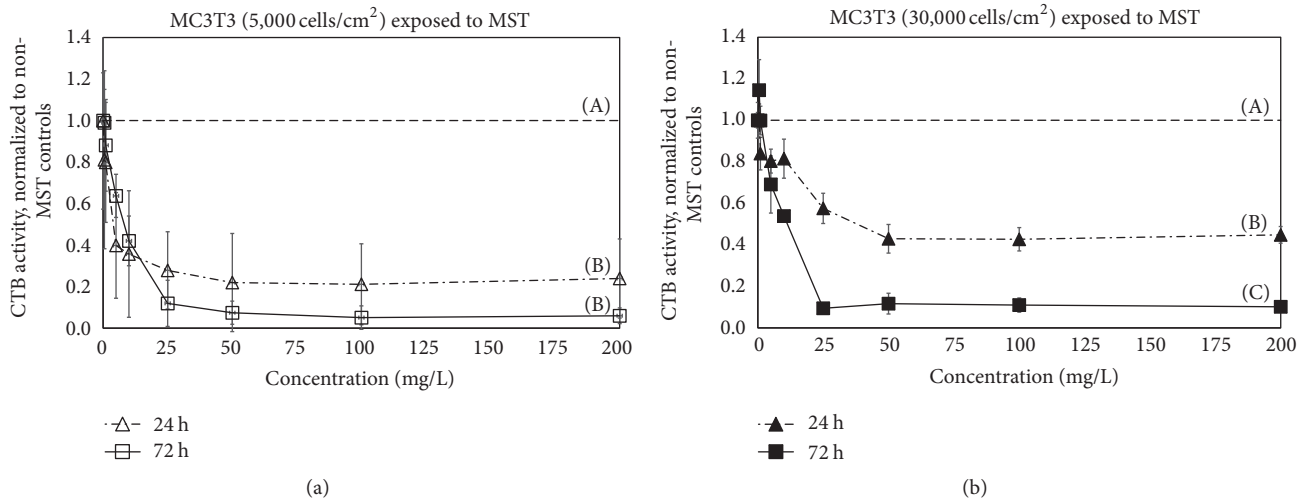 MC3T3 (5,000 cells/cm²) exposed to MST
CTB activity, normalized to non-
MST controls
1.4
1.2
1.0
0.8
0.6
0.4
0.2
0.0
(A)
(B)
(B)
0 25 50 75 100 125 150 175 200
Concentration (mg/L)
24 h
72 h
(a)
MC3T3 (30,000 cells/cm²) exposed to MST
CTB activity, normalized to non-
MST controls
1.4
1.2
1.0
0.8
0.6
0.4
0.2
0.0
(A)
(B)
(C)
0 25 50 75 100 125 150 175 200
Concentration (mg/L)
24 h
72 h
(b)